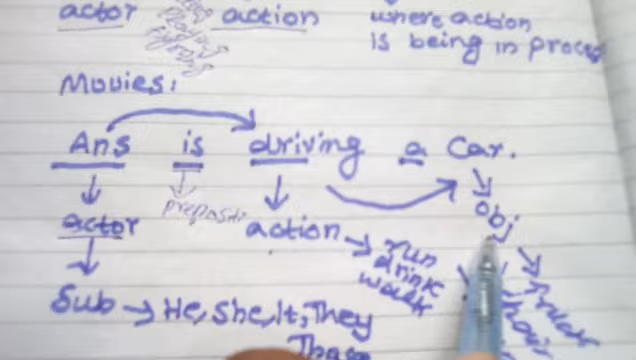 actor action where action
is being in process
Movies:
Ans is driving a Car.
actor preposit: action obj
run
drink
walk
Sub → He, She, It, They